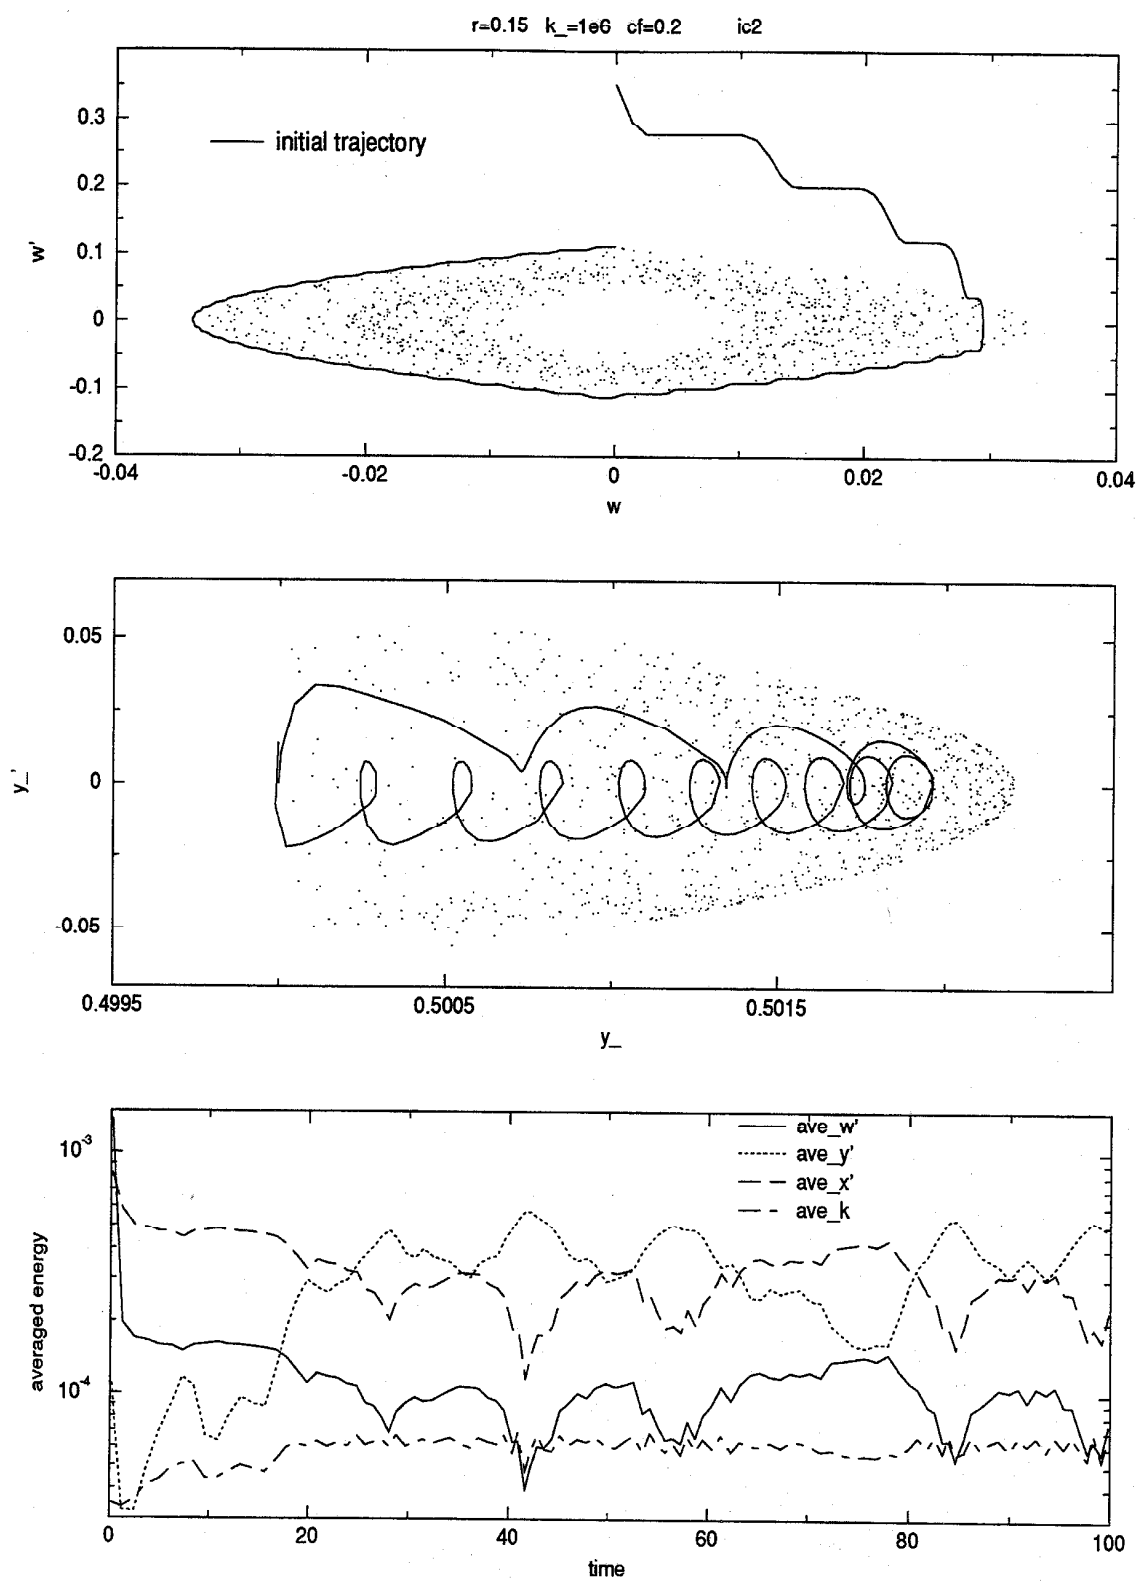 r=0.15 k_=1e6 cf=0.2 ic2
0.3
0.2
0.1
0
-0.1
-0.2
w'
initial trajectory
-0.04 -0.02 0 0.02 0.04
w
0.05
0
-0.05
y_'
0.4995 0.5005 0.5015
y_
10-3
10-4
averaged energy
ave_w'
ave_y'
ave_x'
ave_k
0 20 40 60 80 100
time